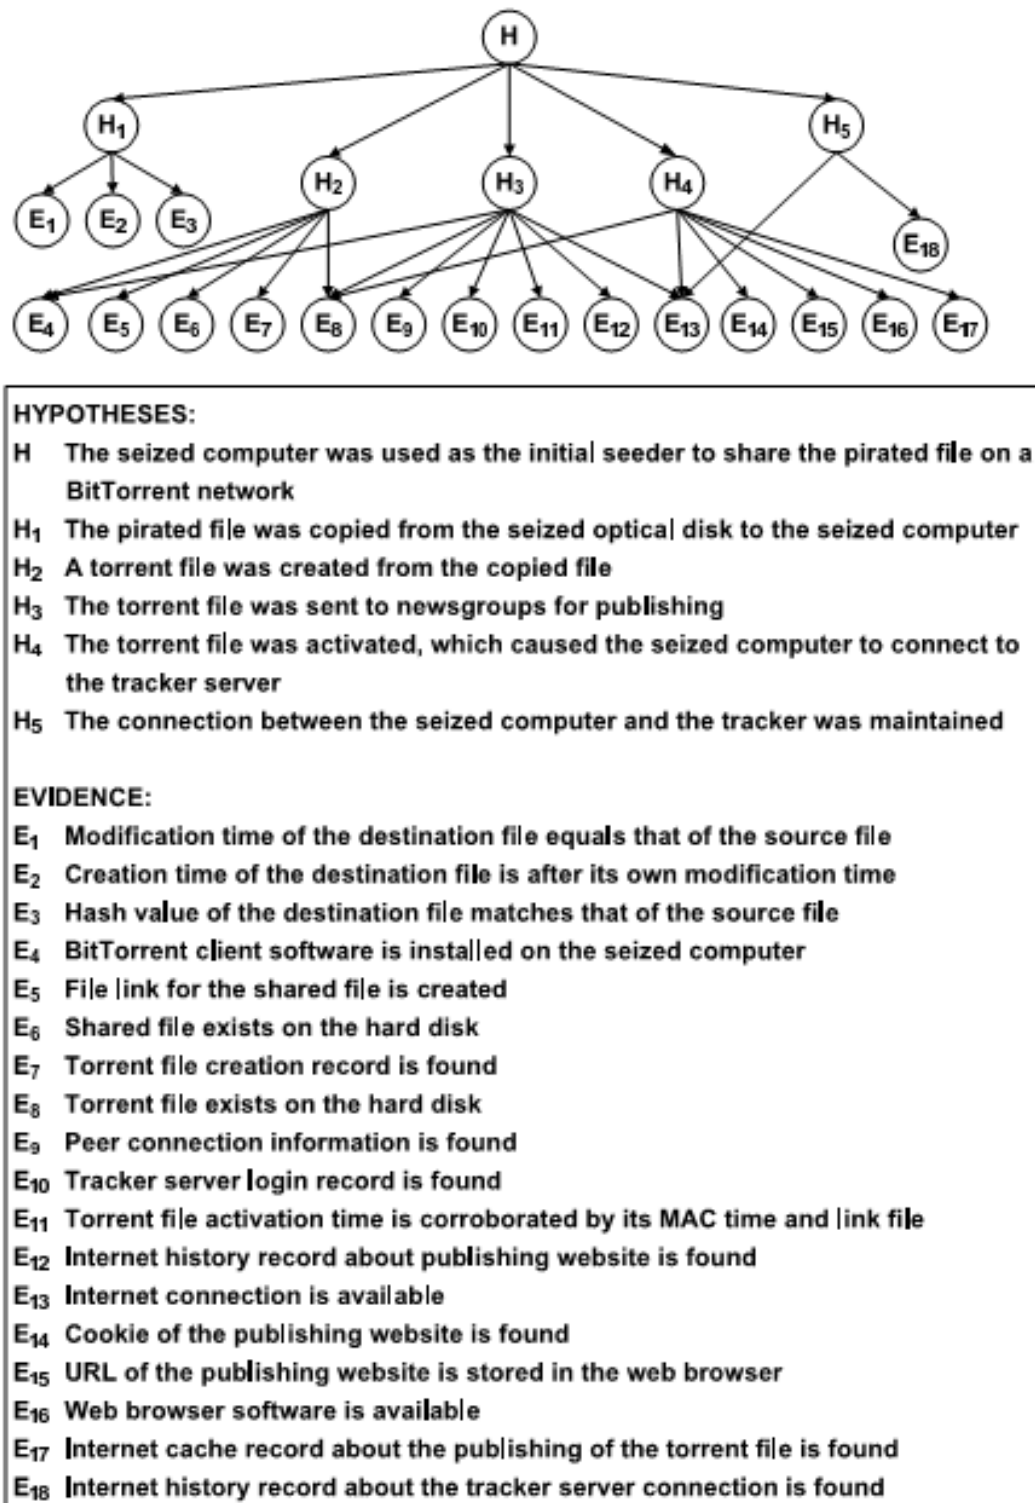 H
H1 H5
H2 H3 H4
E1 E2 E3
E18
E4 E5 E6 E7 E8 E9 E10 E11 E12 E13 E14 E15 E16 E17
HYPOTHESES:
H The seized computer was used as the initial seeder to share the pirated file on a
BitTorrent network
H1 The pirated file was copied from the seized optical disk to the seized computer
H2 A torrent file was created from the copied file
H3 The torrent file was sent to newsgroups for publishing
H4 The torrent file was activated, which caused the seized computer to connect to
the tracker server
H5 The connection between the seized computer and the tracker was maintained
EVIDENCE:
E1 Modification time of the destination file equals that of the source file
E2 Creation time of the destination file is after its own modification time
E3 Hash value of the destination file matches that of the source file
E4 BitTorrent client software is installed on the seized computer
E5 File link for the shared file is created
E6 Shared file exists on the hard disk
E7 Torrent file creation record is found
E8 Torrent file exists on the hard disk
E9 Peer connection information is found
E10 Tracker server login record is found
E11 Torrent file activation time is corroborated by its MAC time and link file
E12 Internet history record about publishing website is found
E13 Internet connection is available
E14 Cookie of the publishing website is found
E15 URL of the publishing website is stored in the web browser
E16 Web browser software is available
E17 Internet cache record about the publishing of the torrent file is found
E18 Internet history record about the tracker server connection is found